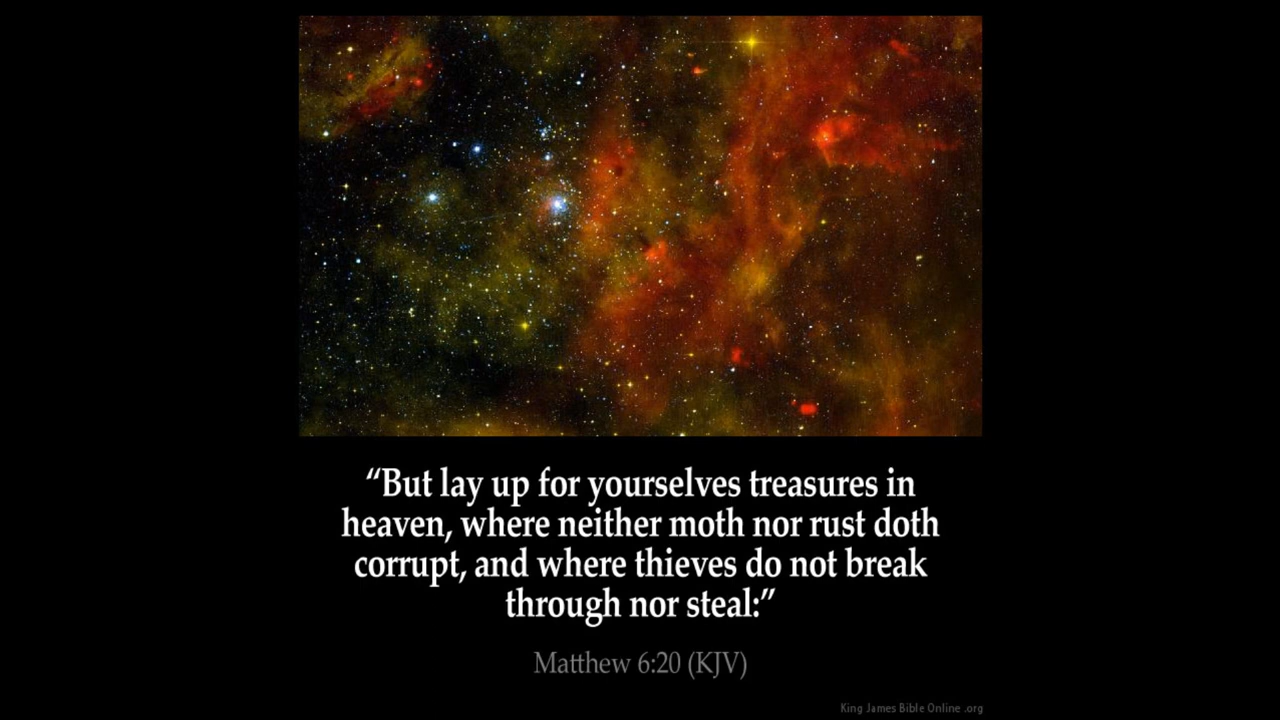 “But lay up for yourselves treasures in
heaven, where neither moth nor rust doth
corrupt, and where thieves do not break
through nor steal:”
Matthew 6:20 (KJV)
King James Bible Online .org